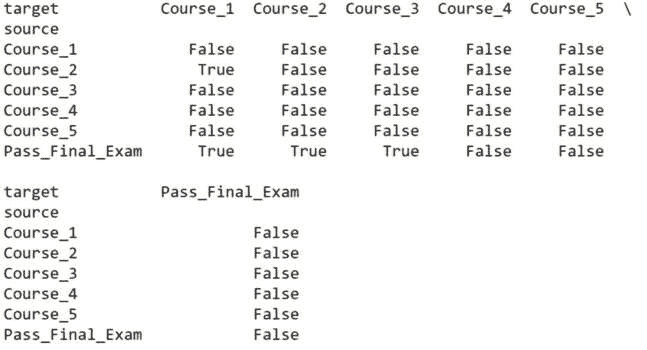 target Course_1 Course_2 Course_3 Course_4 Course_5 \
source
Course_1 False False False False False
Course_2 True False False False False
Course_3 False False False False False
Course_4 False False False False False
Course_5 False False False False False
Pass_Final_Exam True True True False False
target Pass_Final_Exam
source
Course_1 False
Course_2 False
Course_3 False
Course_4 False
Course_5 False
Pass_Final_Exam False